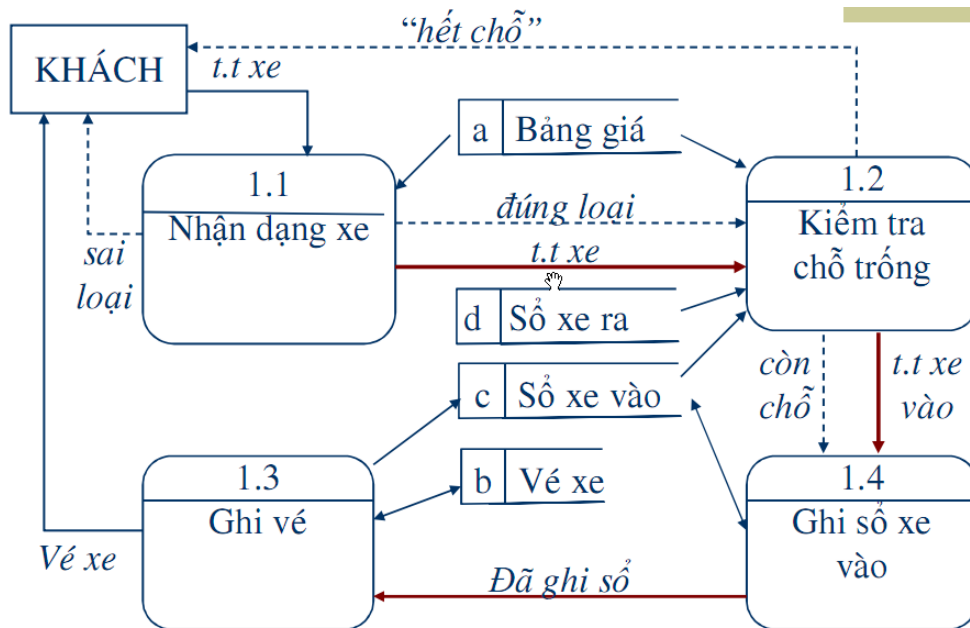 “hết chỗ”
KHÁCH
t.t xe
a Bảng giá
1.1
Nhận dạng xe
1.2
Kiểm tra
chỗ trống
đúng loại
t.t xe
sai
loại
d Sổ xe ra
c Sổ xe vào
còn
chỗ
t.t xe
vào
b Vé xe
1.3
Ghi vé
1.4
Ghi sổ xe
vào
Vé xe
Đã ghi sổ